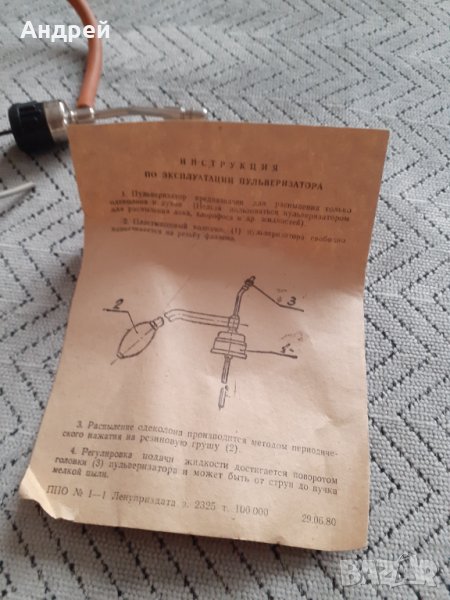 Андрей
ИНСТРУКЦИЯ
ПО ЭКСПЛУАТАЦИИ ПУЛЬВЕРИЗАТОРА
1. Пульверизатор предназначен для распыления только
одеколона и духов (Нельзя пользоваться пульверизатором
для распыления лака, хлорофоса и др жидкостей).
2. Пластмассовый колпачок (1) пульверизатора свободно
навинчивается на резьбу флакона.
3
2
3. Распыление одеколона производится методом периодиче-
ского нажатия на резиновую грушу (2).
4. Регулировка подачи жидкости достигается поворотом
головки (3) пульверизатора и может быть от струи до пучка
мелкой пыли.
ППО № 1—1 Ленуприздата з. 2325 т. 100 000 29.06.80
BAZAR